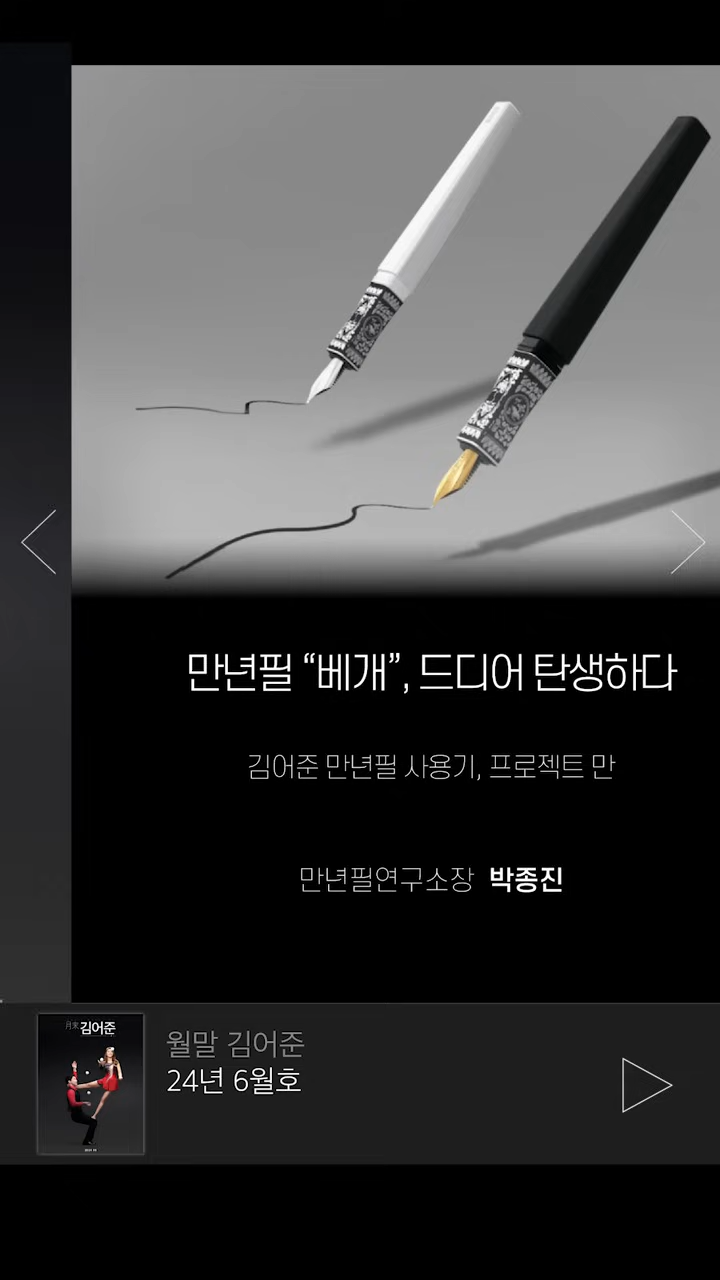 만년필 “베개”, 드디어 탄생하다
김어준 만년필 사용기, 프로젝트 만
만년필연구소장 박종진
月末 김어준
월말 김어준
24년 6월호